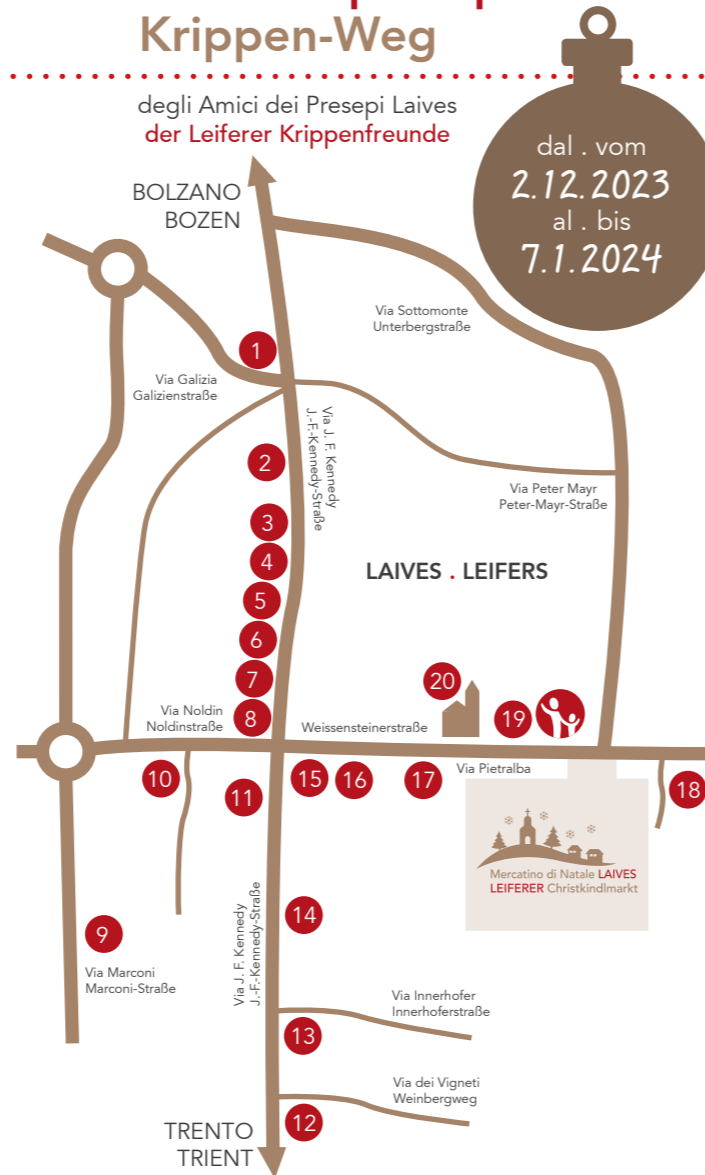 Krippen-Weg
degli Amici dei Presepi Laives
der Leiferer Krippenfreunde
dal . vom
2.12.2023
al . bis
7.1.2024
BOLZANO
BOZEN
Via Sottomonte
Unterbergstraße
1
Via Galizia
Galizienstraße
Via J. F. Kennedy
J.-F.-Kennedy-Straße
2
Via Peter Mayr
Peter-Mayr-Straße
3
4
LAIVES . LEIFERS
5
6
7
20
19
8
Via Noldin
Noldinstraße
Weissensteinerstraße
10
11
15
16
17
Via Pietralba
18
Mercatino di Natale LAIVES
LEIFERER Christkindlmarkt
14
9
Via Marconi
Marconi-Straße
Via J. F. Kennedy
J.-F.-Kennedy-Straße
Via Innerhofer
Innerhoferstraße
13
Via dei Vigneti
Weinbergweg
12
TRENTO
TRIENT